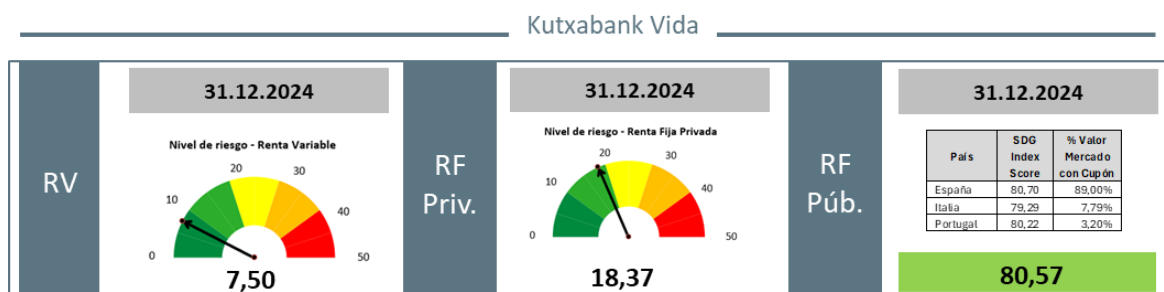 Kutxabank Vida
RV
31.12.2024
Nivel de riesgo - Renta Variable
0
10
20
30
40
50
7,50
RF
Priv.
31.12.2024
Nivel de riesgo - Renta Fija Privada
0
10
20
30
40
50
18,37
RF
Púb.
31.12.2024
País
SDG
Index
Score
% Valor
Mercado
con Cupón
España 80,70 89,00%
Italia 79,29 7,79%
Portugal 80,22 3,20%
80,57